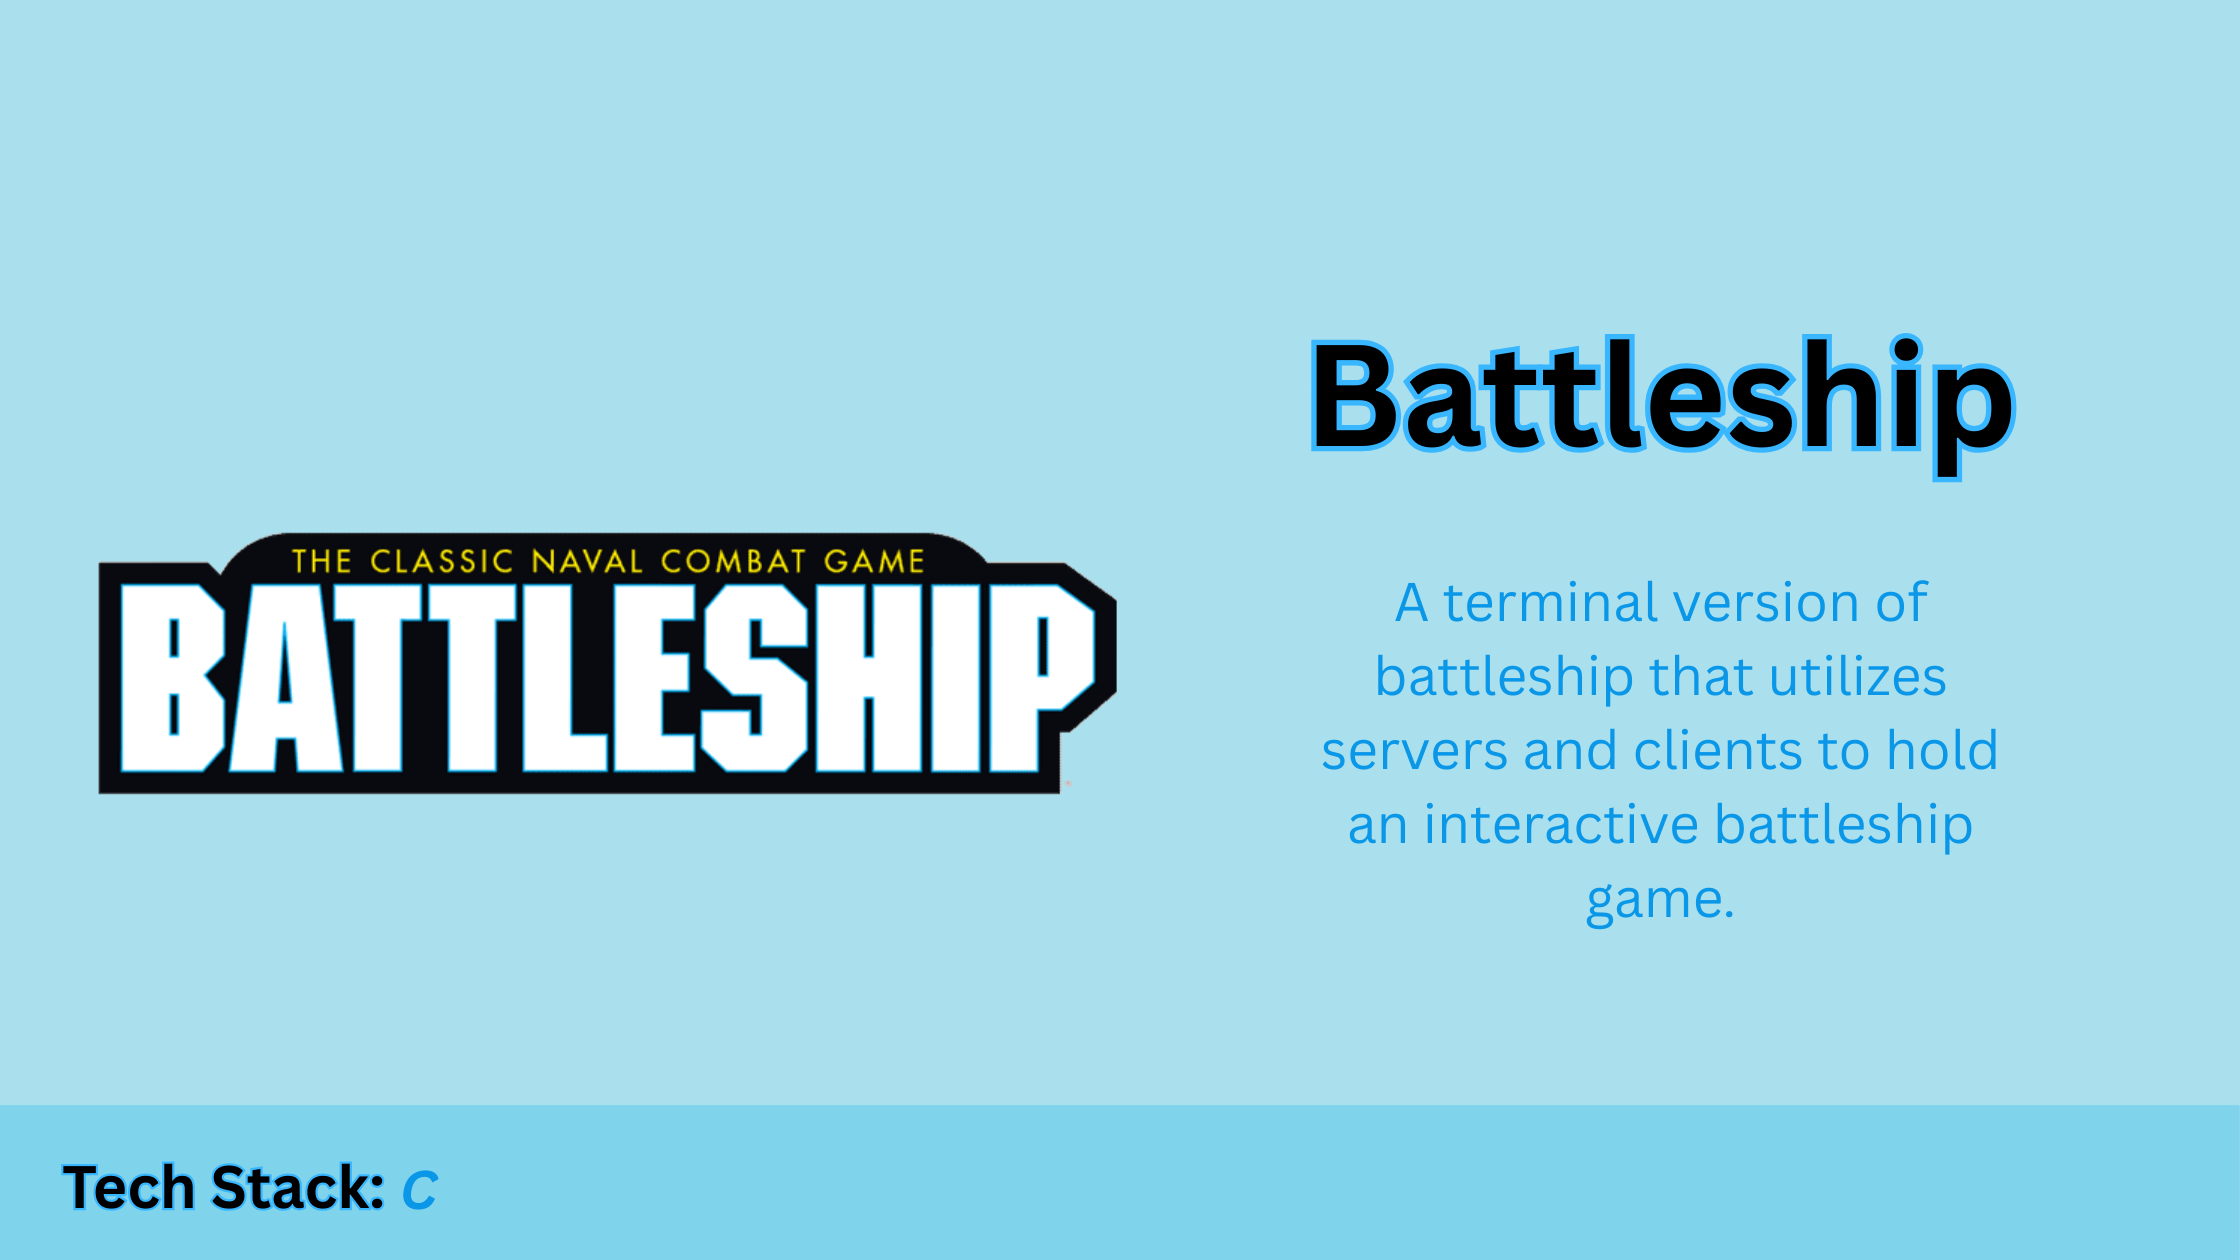 THE CLASSIC NAVAL COMBAT GAME
BATTLESHIP
Battleship
A terminal version of
battleship that utilizes
servers and clients to hold
an interactive battleship
game.
Tech Stack: C